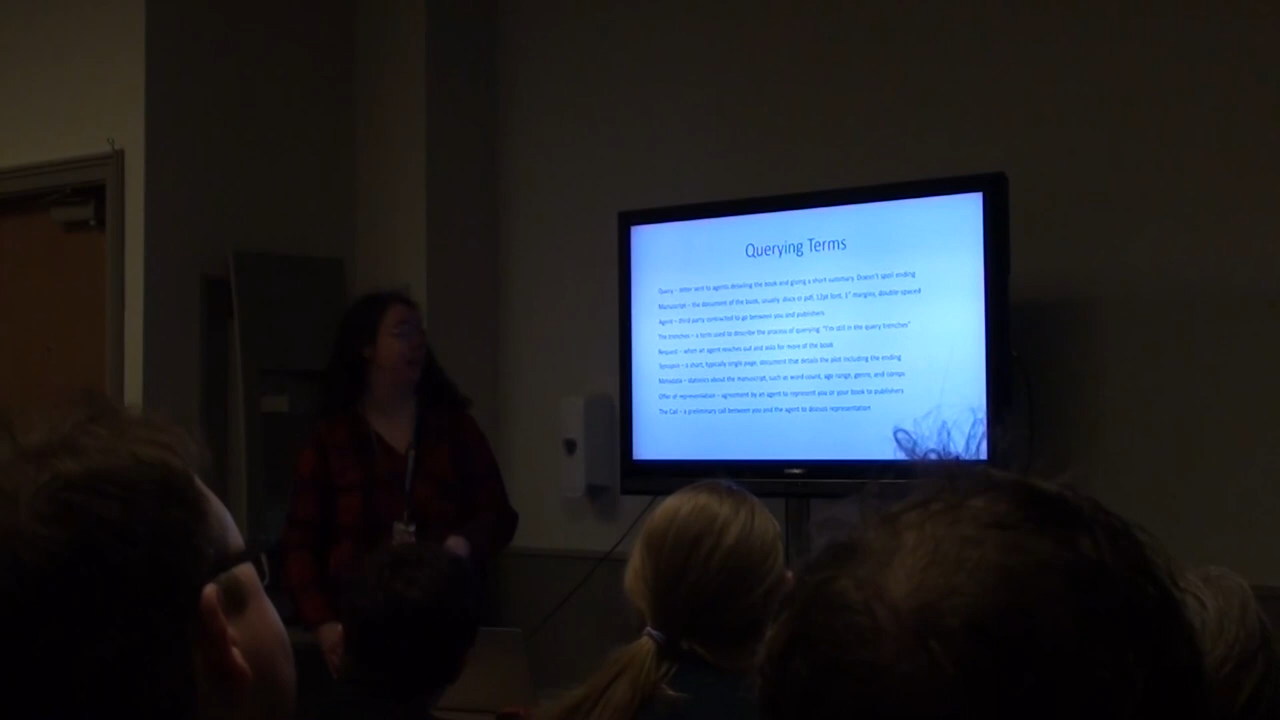 Querying Terms
Query – letter sent to agents detailing the book and giving a short summary. Doesn't spoil ending
Manuscript – the document of the book, usually .docx or pdf, 12pt font, 1" margins, double-spaced
Agent – third party contracted to go between you and publishers
The trenches – a term used to describe the process of querying. "I'm still in the query trenches"
Request – when an agent reaches out and asks for more of the book
Synopsis – a short, typically single page, document that details the plot including the ending
Metadata – statistics about the manuscript, such as word count, age range, genre, and comps
Offer of representation – agreement by an agent to represent you or your book to publishers
The Call – a preliminary call between you and the agent to discuss representation